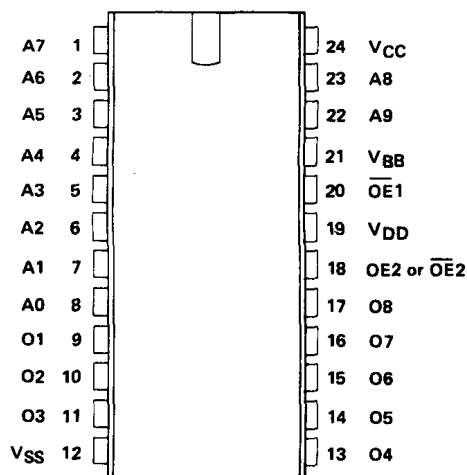 A7 1 24 VCC
A6 2 23 A8
A5 3 22 A9
A4 4 21 VBB
A3 5 20 O̅E̅1
A2 6 19 VDD
A1 7 18 OE2 or O̅E̅2
A0 8 17 O8
O1 9 16 O7
O2 10 15 O6
O3 11 14 O5
VSS 12 13 O4